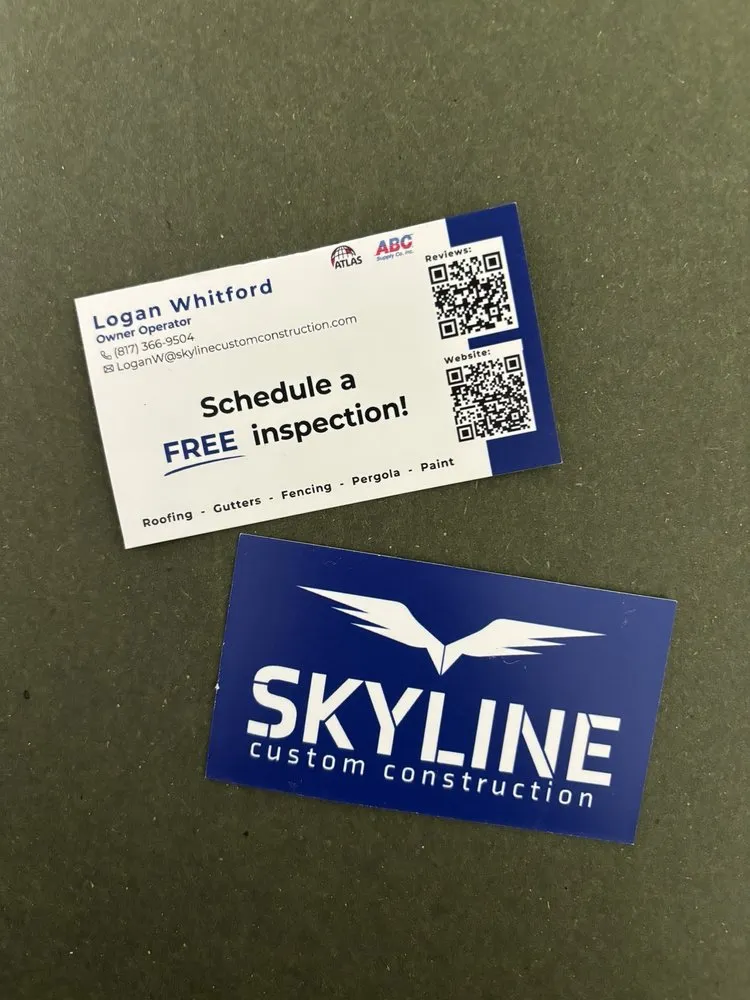 Logan Whitford
Owner Operator
(817) 366-9504
LoganW@skylinecustomconstruction.com
ATLAS
ABC
Supply Co. Inc.
Reviews:
Website:
Schedule a
FREE inspection!
Roofing - Gutters - Fencing - Pergola - Paint
SKYLINE
custom construction